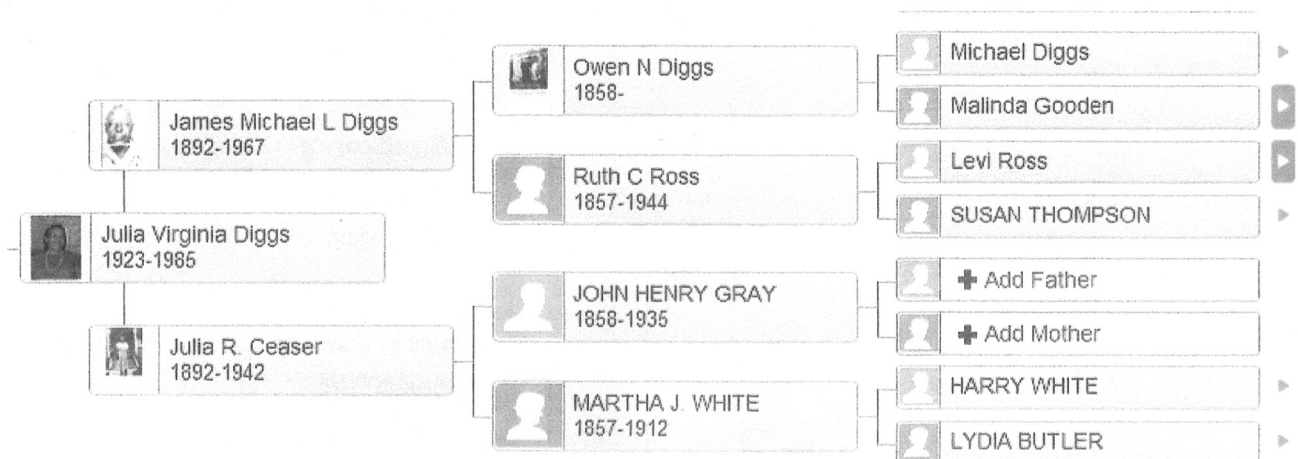 Michael Diggs
Owen N Diggs
1858-
Malinda Gooden
James Michael L Diggs
1892-1967
Levi Ross
Ruth C Ross
1857-1944
SUSAN THOMPSON
Julia Virginia Diggs
1923-1985
Add Father
JOHN HENRY GRAY
1858-1935
Add Mother
Julia R. Ceaser
1892-1942
HARRY WHITE
MARTHA J. WHITE
1857-1912
LYDIA BUTLER